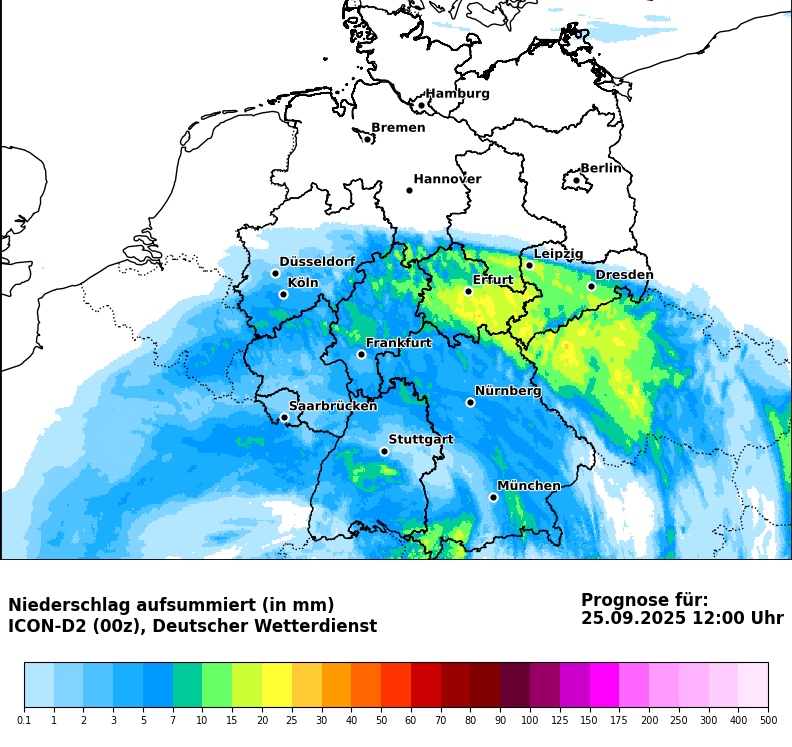 Hamburg
Bremen
Berlin
Hannover
Leipzig
Düsseldorf
Dresden
Köln
Erfurt
Frankfurt
Nürnberg
Saarbrücken
Stuttgart
München
Niederschlag aufsummiert (in mm)
ICON-D2 (00z), Deutscher Wetterdienst
Prognose für:
25.09.2025 12:00 Uhr
0.1 1 2 3 5 7 10 15 20 25 30 40 50 60 70 80 90 100 125 150 175 200 250 300 400 500